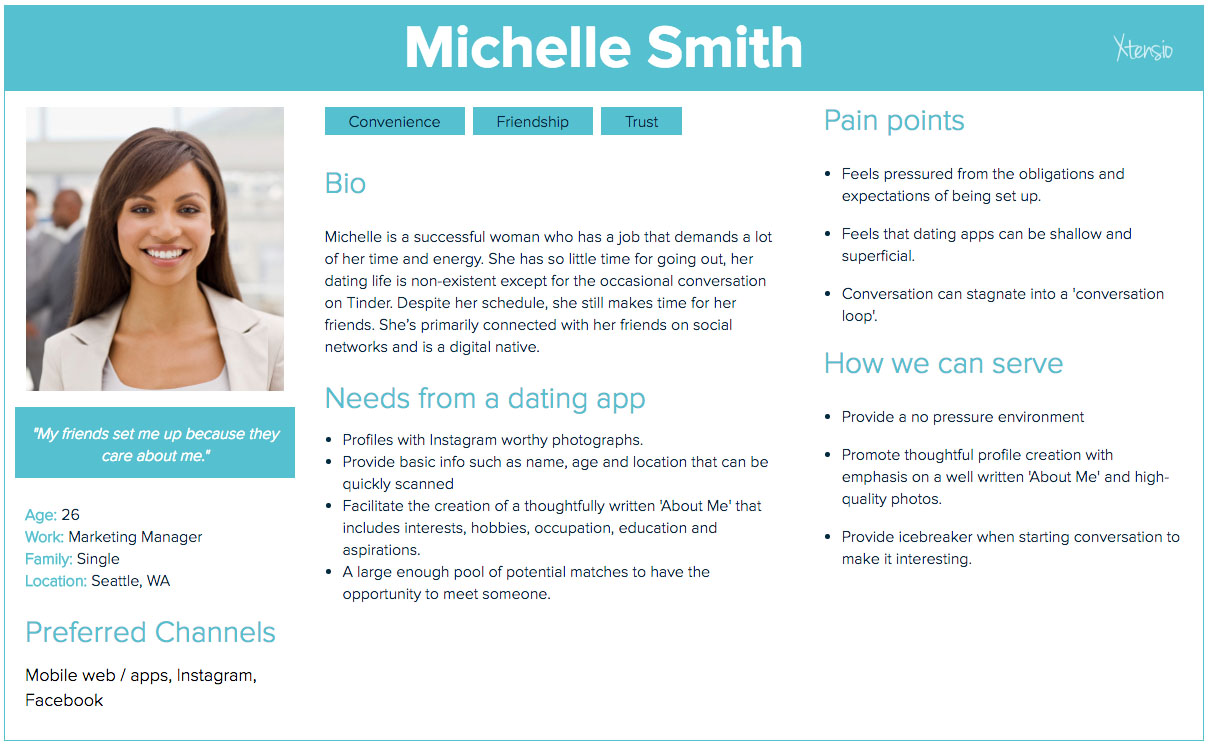 Michelle Smith
Xtensio
Convenience
Friendship
Trust
"My friends set me up because they
care about me."
Age: 26
Work: Marketing Manager
Family: Single
Location: Seattle, WA
Preferred Channels
Mobile web / apps, Instagram,
Facebook
Bio
Michelle is a successful woman who has a job that demands a lot
of her time and energy. She has so little time for going out, her
dating life is non-existent except for the occasional conversation
on Tinder. Despite her schedule, she still makes time for her
friends. She's primarily connected with her friends on social
networks and is a digital native.
Needs from a dating app
• Profiles with Instagram worthy photographs.
• Provide basic info such as name, age and location that can be
quickly scanned
• Facilitate the creation of a thoughtfully written 'About Me' that
includes interests, hobbies, occupation, education and
aspirations.
• A large enough pool of potential matches to have the
opportunity to meet someone.
Pain points
• Feels pressured from the obligations and
expectations of being set up.
• Feels that dating apps can be shallow and
superficial.
• Conversation can stagnate into a 'conversation
loop'.
How we can serve
• Provide a no pressure environment
• Promote thoughtful profile creation with
emphasis on a well written 'About Me' and high-
quality photos.
• Provide icebreaker when starting conversation to
make it interesting.